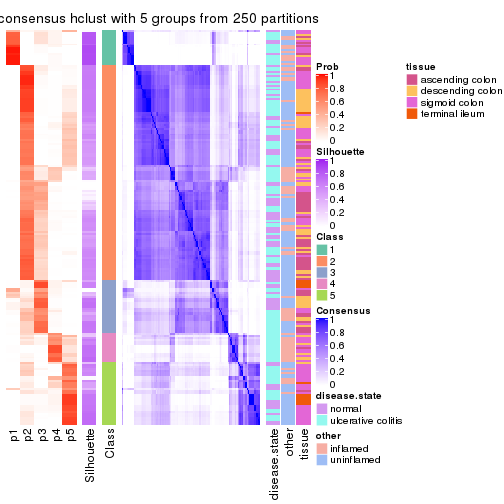 consensus hclust with 5 groups from 250 partitions
Prob
1
0.8
0.6
0.4
0.2
0
Silhouette
1
0.8
0.6
0.4
0.2
0
Class
1
2
3
4
5
Consensus
1
0.8
0.6
0.4
0.2
0
disease.state
normal
ulcerative colitis
other
inflamed
uninflamed
tissue
ascending colon
descending colon
sigmoid colon
terminal ileum
p1
p2
p3
p4
p5
Silhouette
Class
disease.state
other
tissue